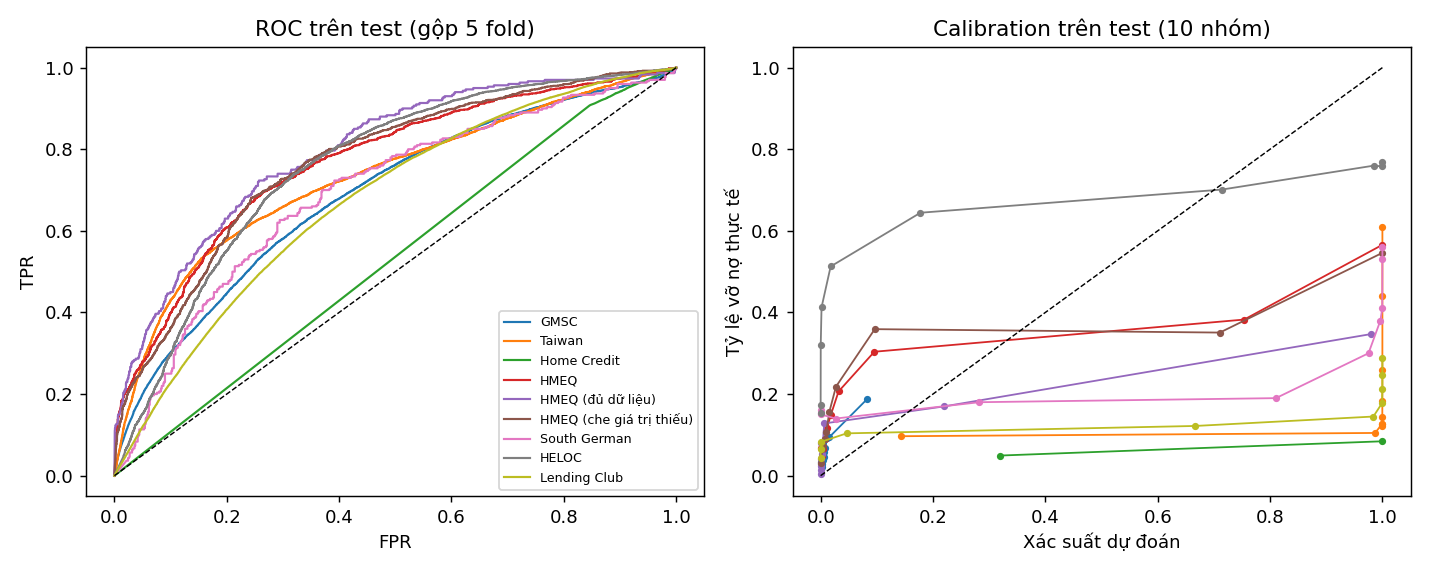 ROC trên test (gộp 5 fold)
1.0
0.8
0.6
0.4
0.2
0.0
TPR
0.0 0.2 0.4 0.6 0.8 1.0
FPR
GMSC
Taiwan
Home Credit
HMEQ
HMEQ (đủ dữ liệu)
HMEQ (che giá trị thiếu)
South German
HELOC
Lending Club
Calibration trên test (10 nhóm)
1.0
0.8
0.6
0.4
0.2
0.0
Tỷ lệ vỡ nợ thực tế
0.0 0.2 0.4 0.6 0.8 1.0
Xác suất dự đoán